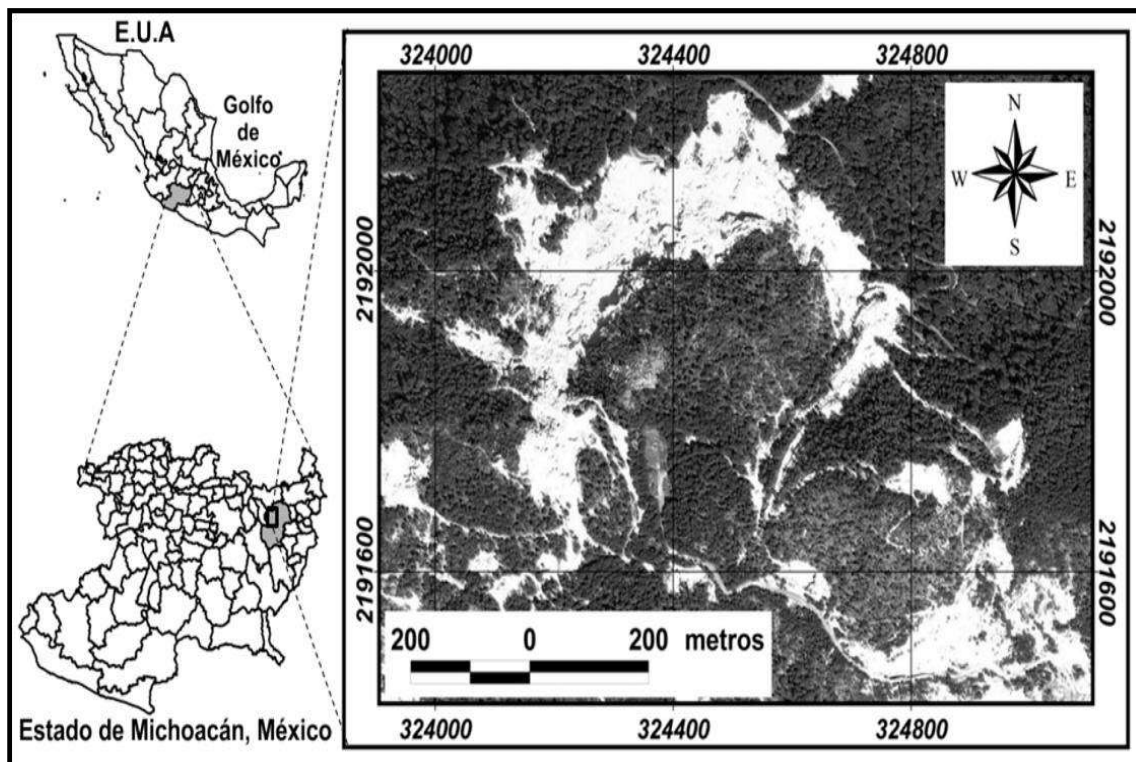 E.U.A
Golfo
de
México
Estado de Michoacán, México
324000 324400 324800
N
W E
S
2192000
2192000
2191600
2191600
200 0 200 metros
324000 324400 324800